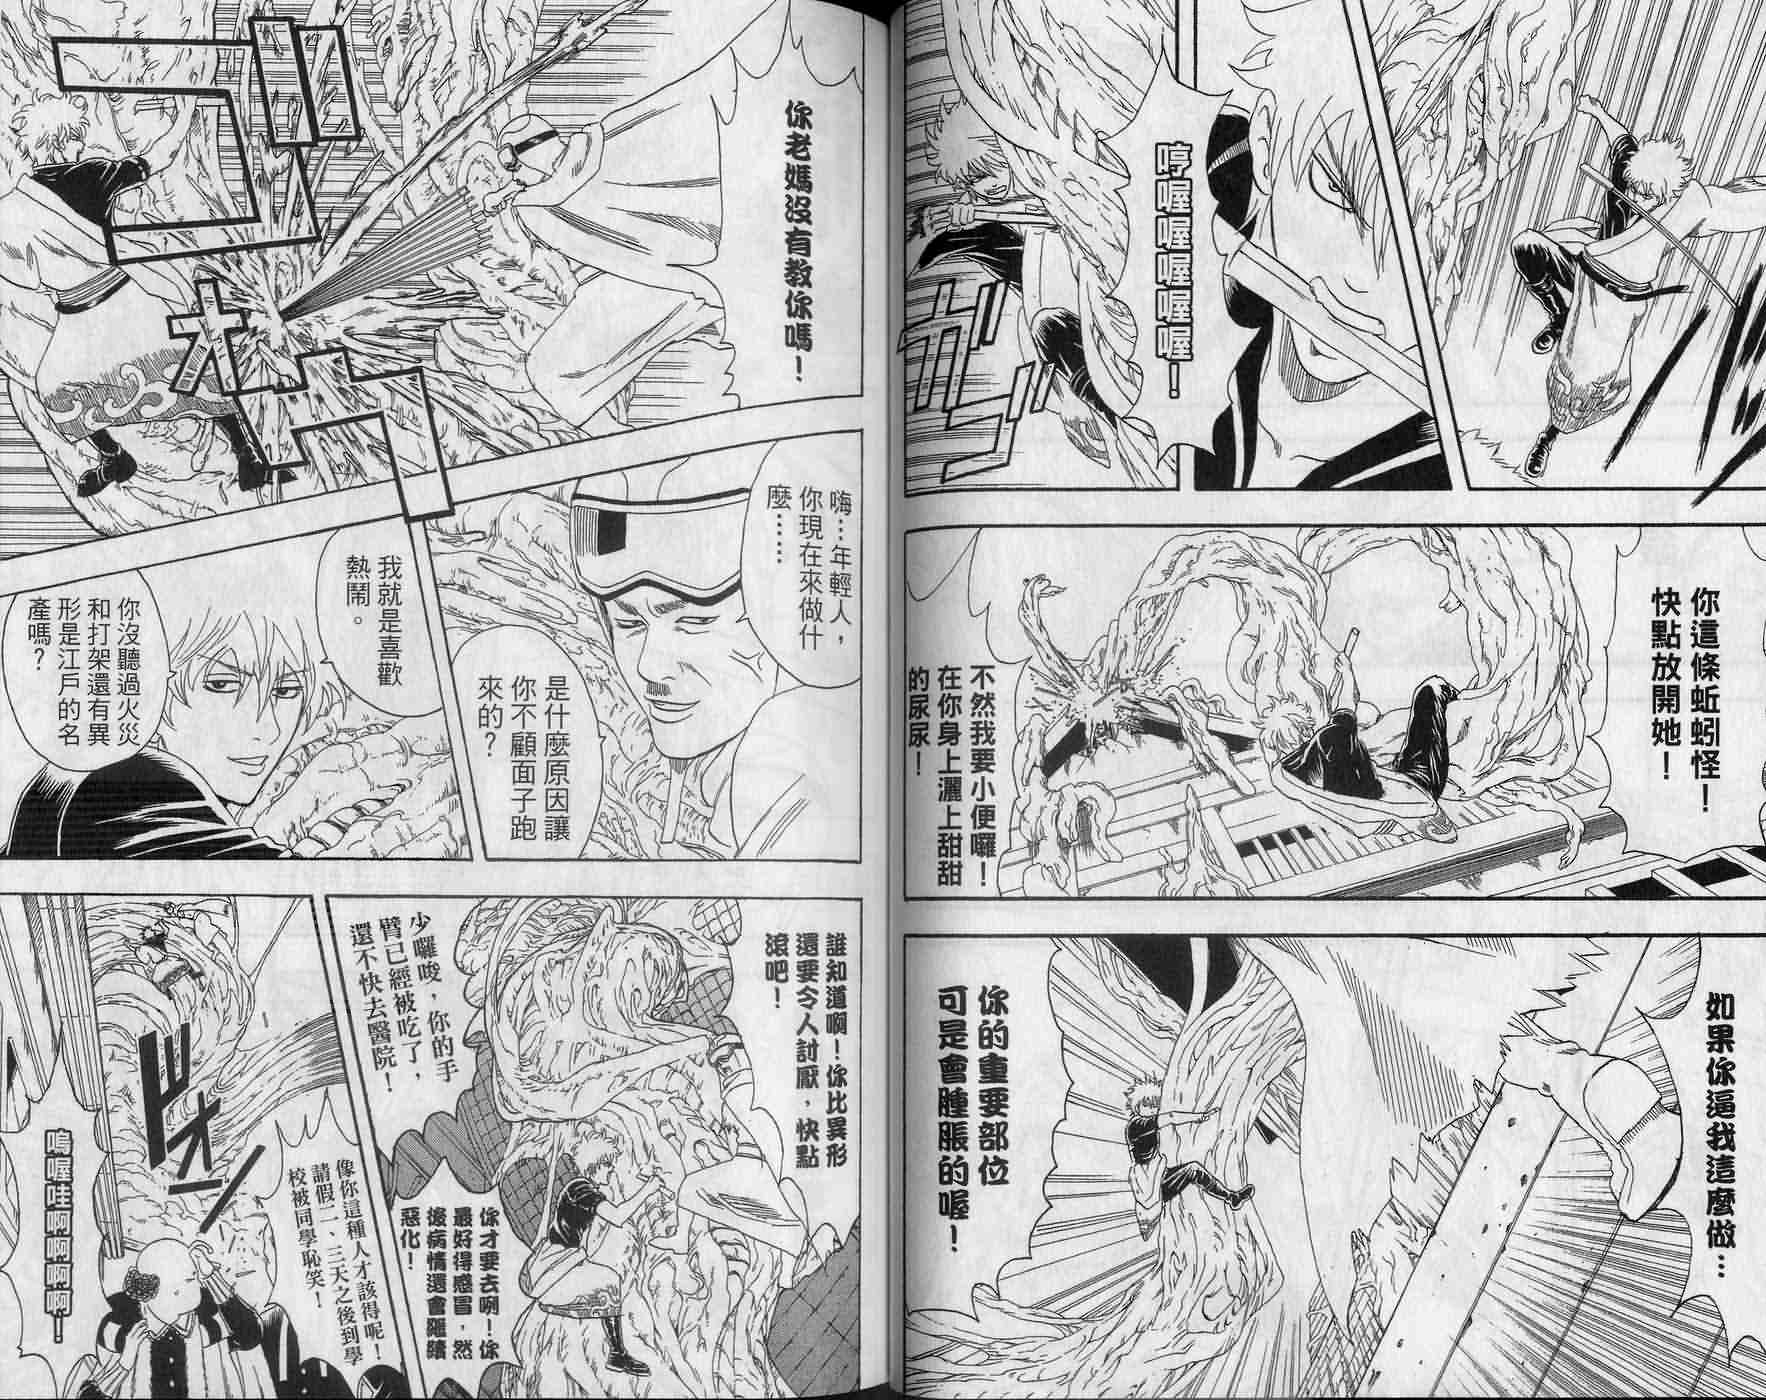 哼喔喔喔喔喔！
ガ
ゴ
你這條蚯蚓怪！
快點放開她！
不然我要小便囉！
在你身上灑上甜甜
的尿尿！
如果你逼我這麼做…
你的重要部位
可是會腫脹的喔！
你老媽沒有教你嗎！
ゴ
オ
ウ
嗨…年輕人，
你現在來做什
麼……
是什麼原因讓
你不顧面子跑
來的？
我就是喜歡
熱鬧。
你沒聽過火災
和打架還有異
形是江戶的名
產嗎？
誰知道啊！你比異形
還要令人討厭，快點
滾吧！
少囉唆，你的手
臂已經被吃了，
還不快去醫院！
你才要去咧！你
最好得感冒，然
後病情還會繼續
惡化！
像你這種人才該得呢！
請假二、三天之後到學
校被同學恥笑！
ドォ
嗚喔哇啊啊啊啊！